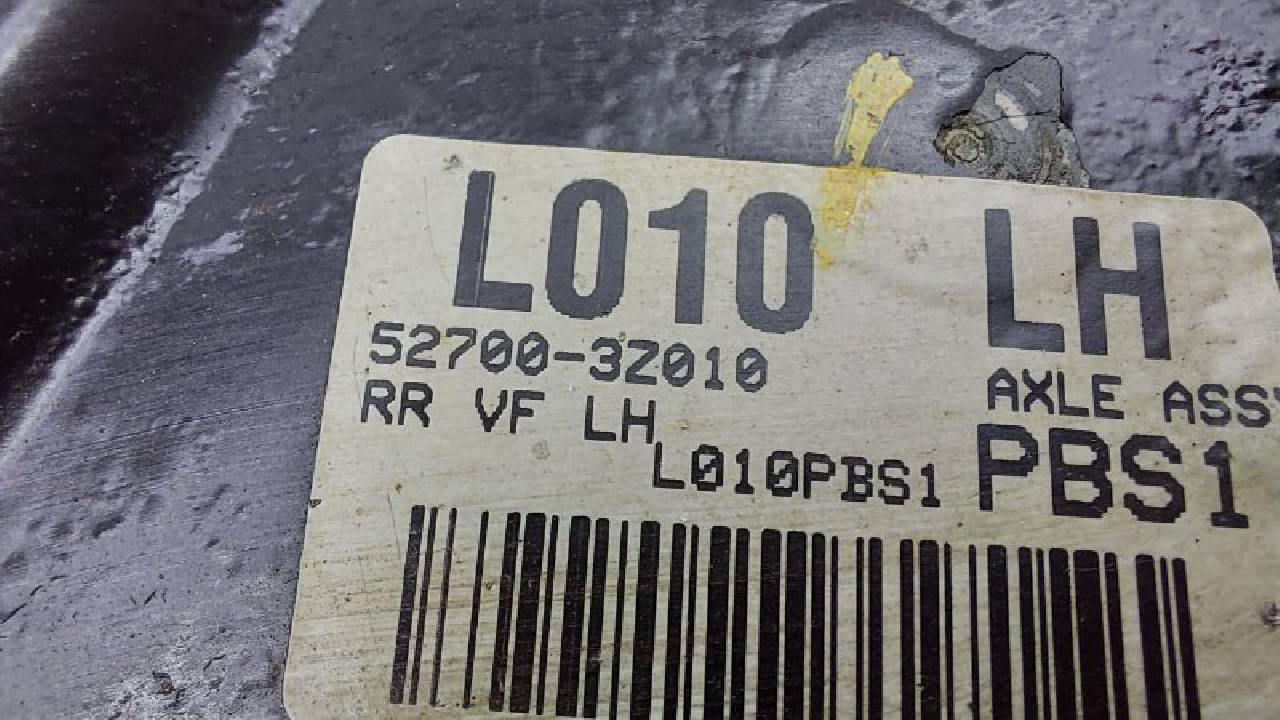 L010 LH
52700-3Z010
AXLE ASSY
RR VF LH
L010PBS1
PBS1